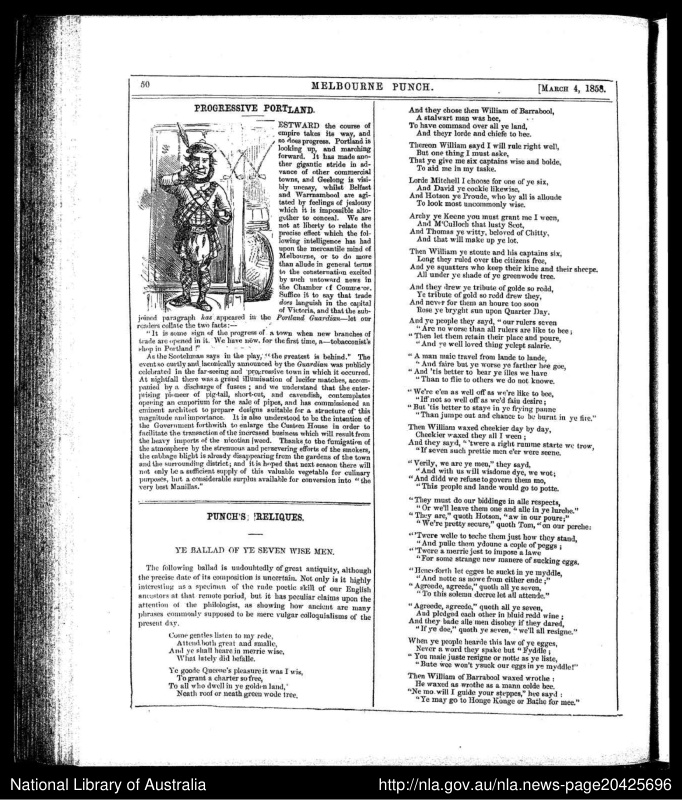 50
MELBOURNE PUNCH.
[MARCH 4, 1858.
PROGRESSIVE PORTLAND.
ESTWARD the course of
empire takes its way, and
so does progress. Portland is
looking up, and marching
forward. It has made ano-
ther gigantic stride in ad-
vance of other commercial
towns, and Geelong is visi-
bly uneasy, whilst Belfast
and Warrnambool are agi-
tated by feelings of jealousy
which it is impossible alto-
gether to conceal. We are
not at liberty to relate the
precise effect which the fol-
lowing intelligence has had
upon the mercantile mind of
Melbourne, or to do more
than allude in general terms
to the consternation excited
by such untoward news in
the Chamber of Commerce.
Suffice it to say that trade
does languish in the capital
of Victoria, and that the sub-
joined paragraph has appeared in the Portland Guardian—let our
readers collate the two facts:—
"It is some sign of the progress of a town when new branches of
trade are opened in it. We have now, for the first time, a—tobacconist's
shop in Portland!"
As the Scotchman says in the play, "the greatest is behind." The
event so curtly and laconically announced by the Guardian was publicly
celebrated in the far-seeing and progressive town in which it occurred.
At nightfall there was a grand illumination of lucifer matches, accom-
panied by a discharge of fusees; and we understand that the enter-
prising pioneer of pig-tail, short-cut, and cavendish, contemplates
opening an emporium for the sale of pipes, and has commissioned an
eminent architect to prepare designs suitable for a structure of this
magnitude and importance. It is also understood to be the intention of
the Government forthwith to enlarge the Custom House in order to
facilitate the transaction of the increased business which will result from
the heavy imports of the nicotian weed. Thanks to the fumigation of
the atmosphere by the strenuous and persevering efforts of the smokers,
the cabbage blight is already disappearing from the gardens of the town
and the surrounding district; and it is hoped that next season there will
not only be a sufficient supply of this valuable vegetable for culinary
purposes, but a considerable surplus available for conversion into "the
very best Manillas."
PUNCH'S RELIQUES.
YE BALLAD OF YE SEVEN WISE MEN.
The following ballad is undoubtedly of great antiquity, although
the precise date of its composition is uncertain. Not only is it highly
interesting as a specimen of the rude poetic skill of our English
ancestors at that remote period, but it has peculiar claims upon the
attention of the philologist, as showing how ancient are many
phrases commonly supposed to be mere vulgar colloquialisms of the
present day.
Come gentles listen to my rede,
Attend both great and smalle,
And ye shall heare in merrie wise,
What lately did befalle.
Ye goode Queene's pleasure it was I wis,
To grant a charter so free,
To all who dwell in ye golden land,
Neath roof or neath green wode tree.
And they chose then William of Barrabool,
A stalwart man was hee,
To have command over all ye land,
And theyr lorde and chiefe to bee.
Thereon William sayd I will rule right well,
But one thing I must aske,
That ye give me six captains wise and bolde,
To aid me in my taske.
Lorde Mitchell I choose for one of ye six,
And David ye cockie likewise,
And Hotson ye Proude, who by all is alloude
To look most uncommonly wise.
Archy ye Keene you must grant me I ween,
And M'Culloch that lusty Scot,
And Thomas ye witty, beloved of Chitty,
And that will make up ye lot.
Then William ye stoute and his captains six,
Long they ruled over the citizens free,
And ye squatters who keep their kine and their sheepe.
All under ye shade of ye greenwode tree.
And they drew ye tribute of golde so redd,
Ye tribute of gold so redd drew they,
And never for them an houre too soon
Rose ye bryght sun upon Quarter Day.
And ye people they sayd, "our rulers seven
"Are no worse than all rulers are like to bee;
"Then let them retain their place and poure,
"And ye well loved thing yclept salarie.
"A man maie travel from lande to lande,
"And faire but ye worse ye farther hee goe,
"And 'tis better to bear ye illes we have
"Than to flie to others we do not knowe.
"We're e'en as well off as we're like to bee,
"Iff not so well off as we'd fain desire;
"But 'tis better to staye in ye frying panne
"Than jumpe out and chance to be burnt in ye fire."
Then William waxed cheekier day by day,
Cheekier waxed they all I ween;
And they sayd, "'twere a right rumme starte we trow,
"If seven such prettie men e'er were seene.
"Verily, we are ye men," they sayd,
"And with us will wisdome dye, we wot;
"And didd we refuse to govern them mo,
"This people and lande would go to potte.
"They must do our biddinge in alle respects,
"Or we'll leave them one and alle in ye lurche."
"They are," quoth Hotson, "aw in our poure;"
"We're pretty secure," quoth Tom, "on our perche:
"'Twere welle to teche them just how they stand,
"And pulle them ydoune a cople of peggs;
"'Twere a merrie jest to impose a lawe
"For some strange new manere of sucking eggs.
"Henceforth let egges be suckt in ye myddle,
"And notte as nowe from either ende;"
"Agreede, agreede," quoth all ye seven,
"To this solemn decree let all attende."
"Agreede, agreede," quoth all ye seven,
And pledged each other in bluid redd wine;
And they bade alle men disobey if they dared,
"If ye doe," quoth ye seven, "we'll all resigne."
When ye people hearde this law of ye egges,
Never a word they spake but "Fyddle;
"You maie juste resigne or notte as ye liste,
"Bute wee won't ysuck our eggs in ye myddle!"
Then William of Barrabool waxed wrothe:
He waxed as wrothe as a mann colde bee.
"Ne mo will I guide your steppes," hee sayd:
"Ye may go to Honge Konge or Bathe for mee."
National Library of Australia
http://nla.gov.au/nla.news-page20425696